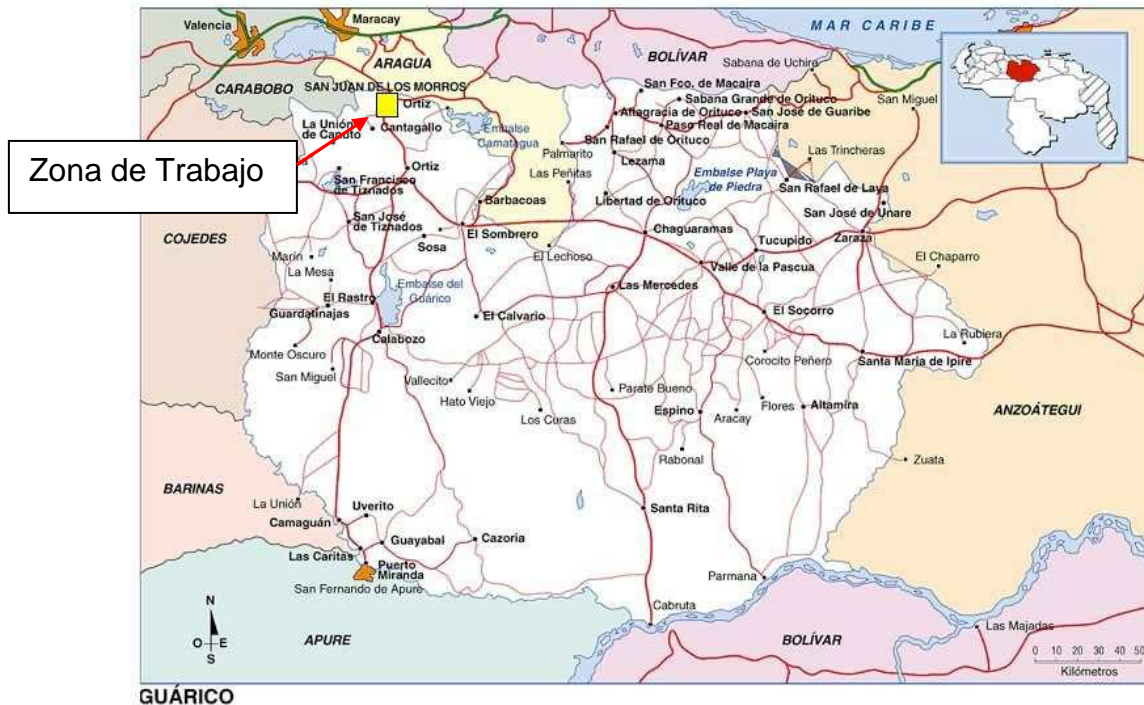 Valencia
Maracay
MAR CARIBE
ARAGUA
BOLÍVAR
Sabana de Uchire
CARABOBO
SAN JUAN DE LOS MORROS
San Fco. de Macaira
San Miguel
Ortiz
Sabana Grande de Orituco
Altagracia de Orituco
San José de Guaribe
La Unión
de Canuto
Cantagallo
Embalse
Camatagua
Paso Real de Macaira
San Rafael de Orituco
Palmarito
Lezama
Las Trincheras
Zona de Trabajo
Ortiz
Las Peñitas
Embalse Playa
de Piedra
San Francisco
de Tiznados
San Rafael de Laya
Barbacoas
Libertad de Orituco
San José de Unare
San José
de Tiznados
COJEDES
El Sombrero
Chaguaramas
Sosa
Tucupido
Zaraza
El Lechoso
Marín
El Chaparro
La Mesa
Valle de la Pascua
Embalse del
Guárico
Las Mercedes
El Rastro
Guardatinajas
El Calvario
El Socorro
Calabozo
La Rubiera
Monte Oscuro
Corocito Peñero
Santa Maria de Ipire
San Miguel
Vallecito
Hato Viejo
Parate Bueno
Los Curas
Espino
Aracay
Flores
Altamira
ANZOÁTEGUI
Rabonal
Zuata
BARINAS
La Unión
Uverito
Santa Rita
Camaguán
Guayabal
Cazoria
Las Caritas
Puerto
Miranda
San Fernando de Apure
Parmana
Cabruta
N
O E
S
APURE
BOLÍVAR
Las Majadas
0 10 20 30 40 50
Kilómetros
GUÁRICO